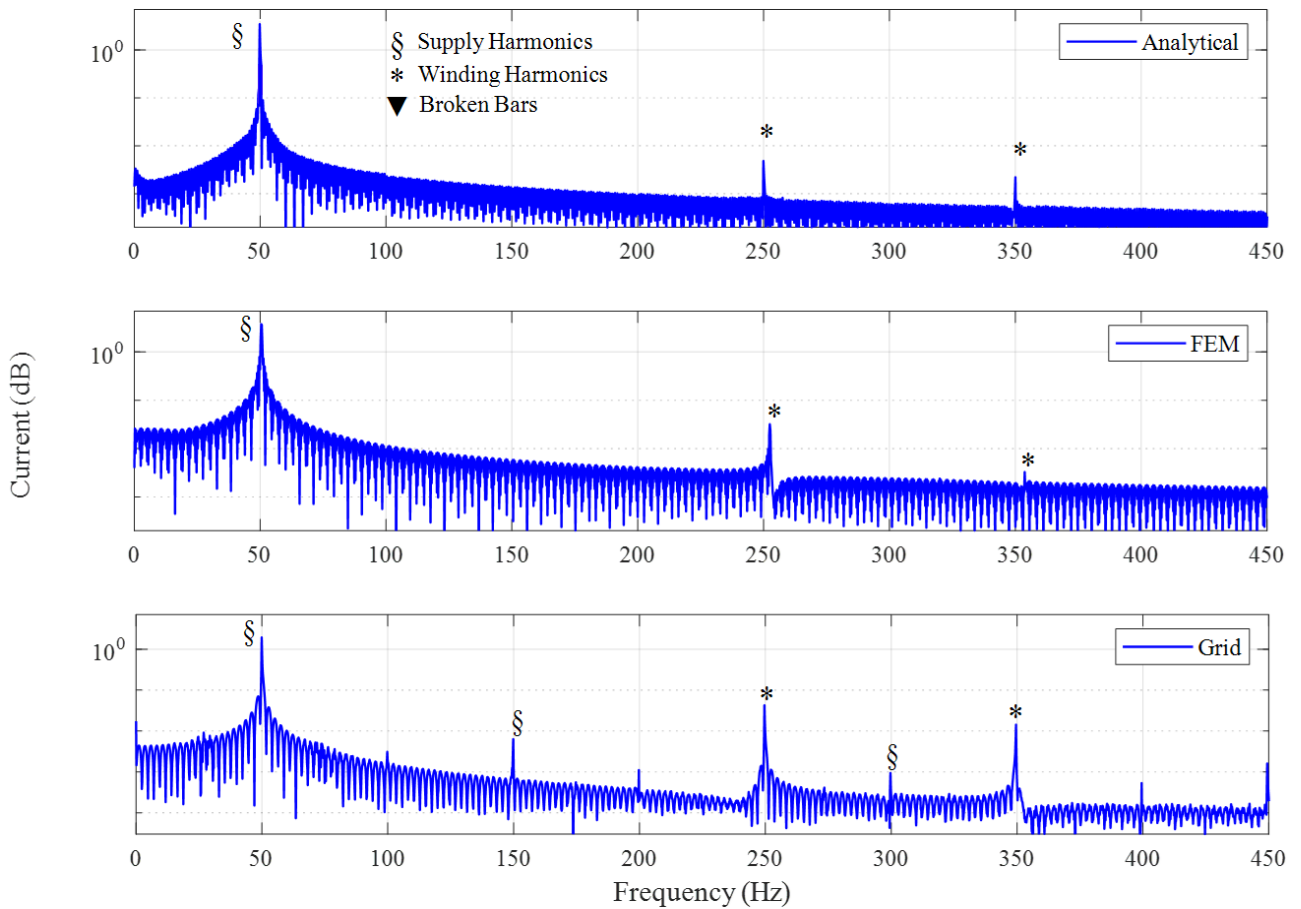 §
§ Supply Harmonics
* Winding Harmonics
▼ Broken Bars
Analytical
10⁰
*
*
0 50 100 150 200 250 300 350 400 450
§
FEM
10⁰
*
*
0 50 100 150 200 250 300 350 400 450
Current (dB)
§
Grid
10⁰
§
*
§
*
0 50 100 150 200 250 300 350 400 450
Frequency (Hz)